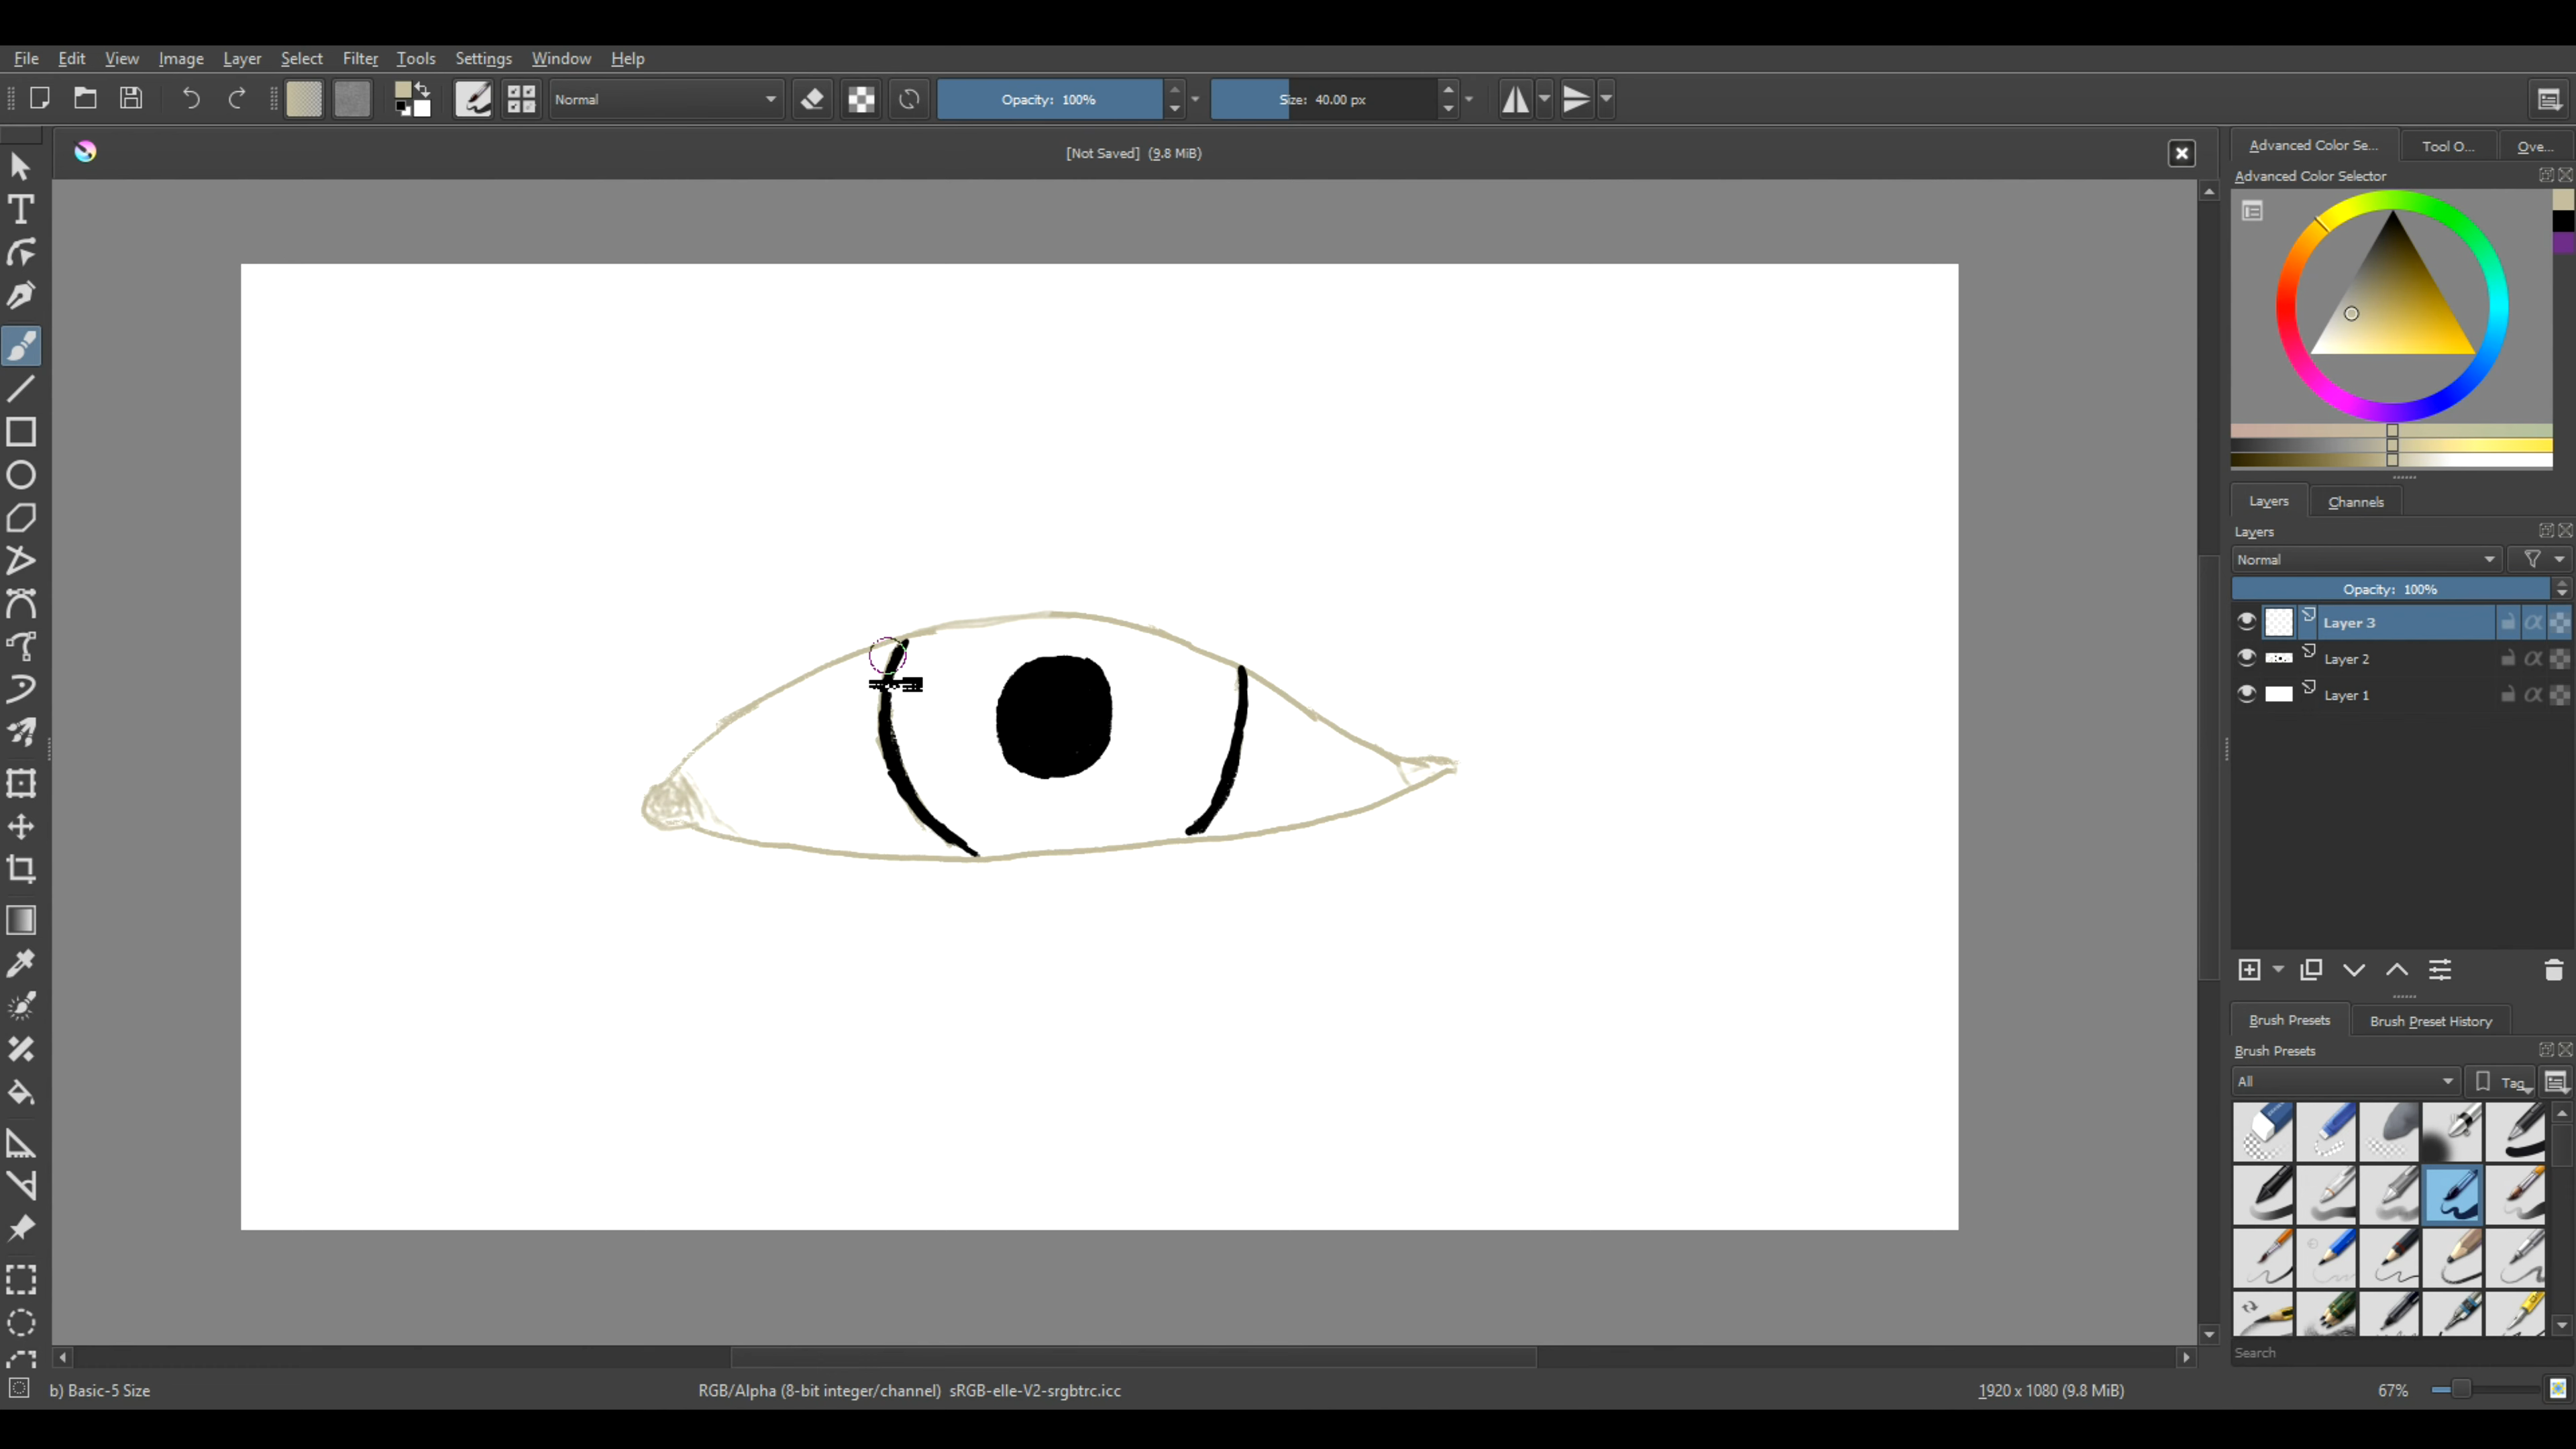 File Edit View Image Layer Select Filter Tools Settings Window Help
Normal Opacity: 100% Size: 40.00 px
[Not Saved] (9.8 MiB)
Advanced Color Se... Tool O... Ove...
Advanced Color Selector
Layers Channels
Layers
Normal
Opacity: 100%
Layer 3
Layer 2
Layer 1
Brush Presets Brush Preset History
Brush Presets
All Tag
Search
b) Basic-5 Size RGB/Alpha (8-bit integer/channel) sRGB-elle-V2-srgbtrc.icc 1920 x 1080 (9.8 MiB) 67%